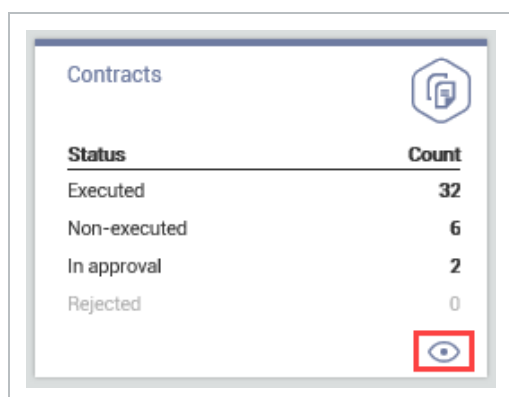 Contracts
Status Count
Executed 32
Non-executed 6
In approval 2
Rejected 0